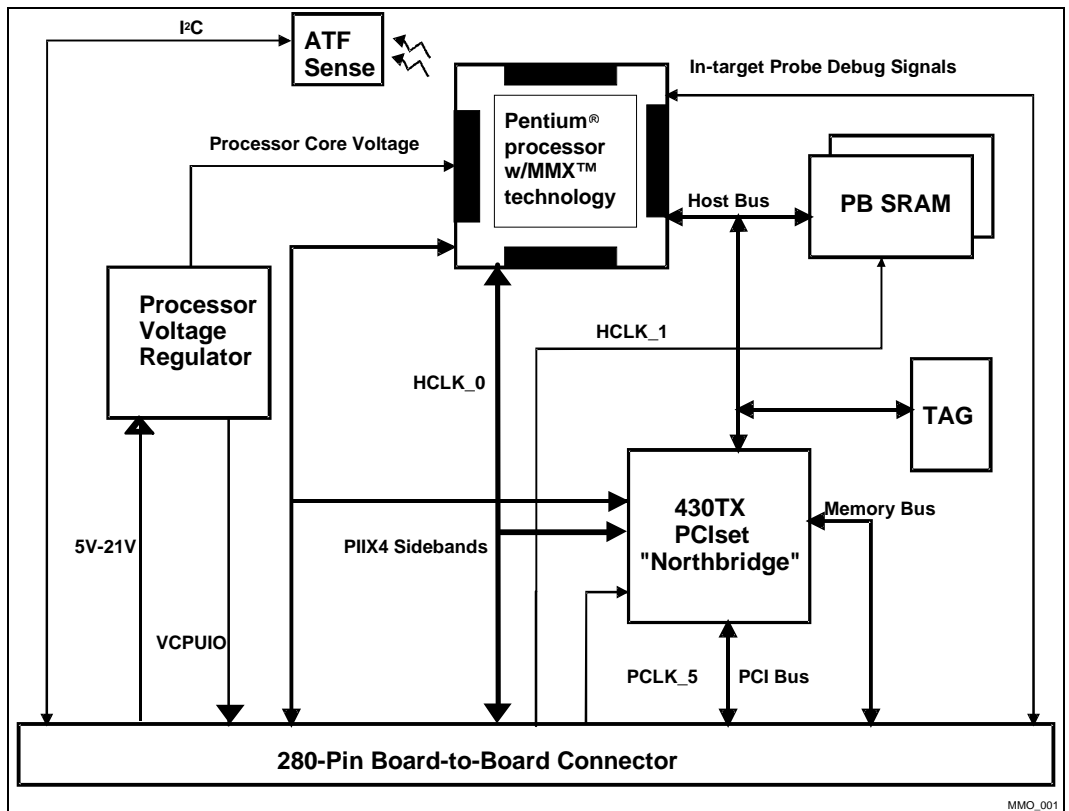 I²C
ATF
Sense
In-target Probe Debug Signals
Pentium®
processor
w/MMX™
technology
Processor Core Voltage
Host Bus
PB SRAM
Processor
Voltage
Regulator
HCLK_1
HCLK_0
TAG
430TX
PCIset
"Northbridge"
Memory Bus
5V-21V
PIIX4 Sidebands
VCPUIO
PCLK_5
PCI Bus
280-Pin Board-to-Board Connector
MMO_001